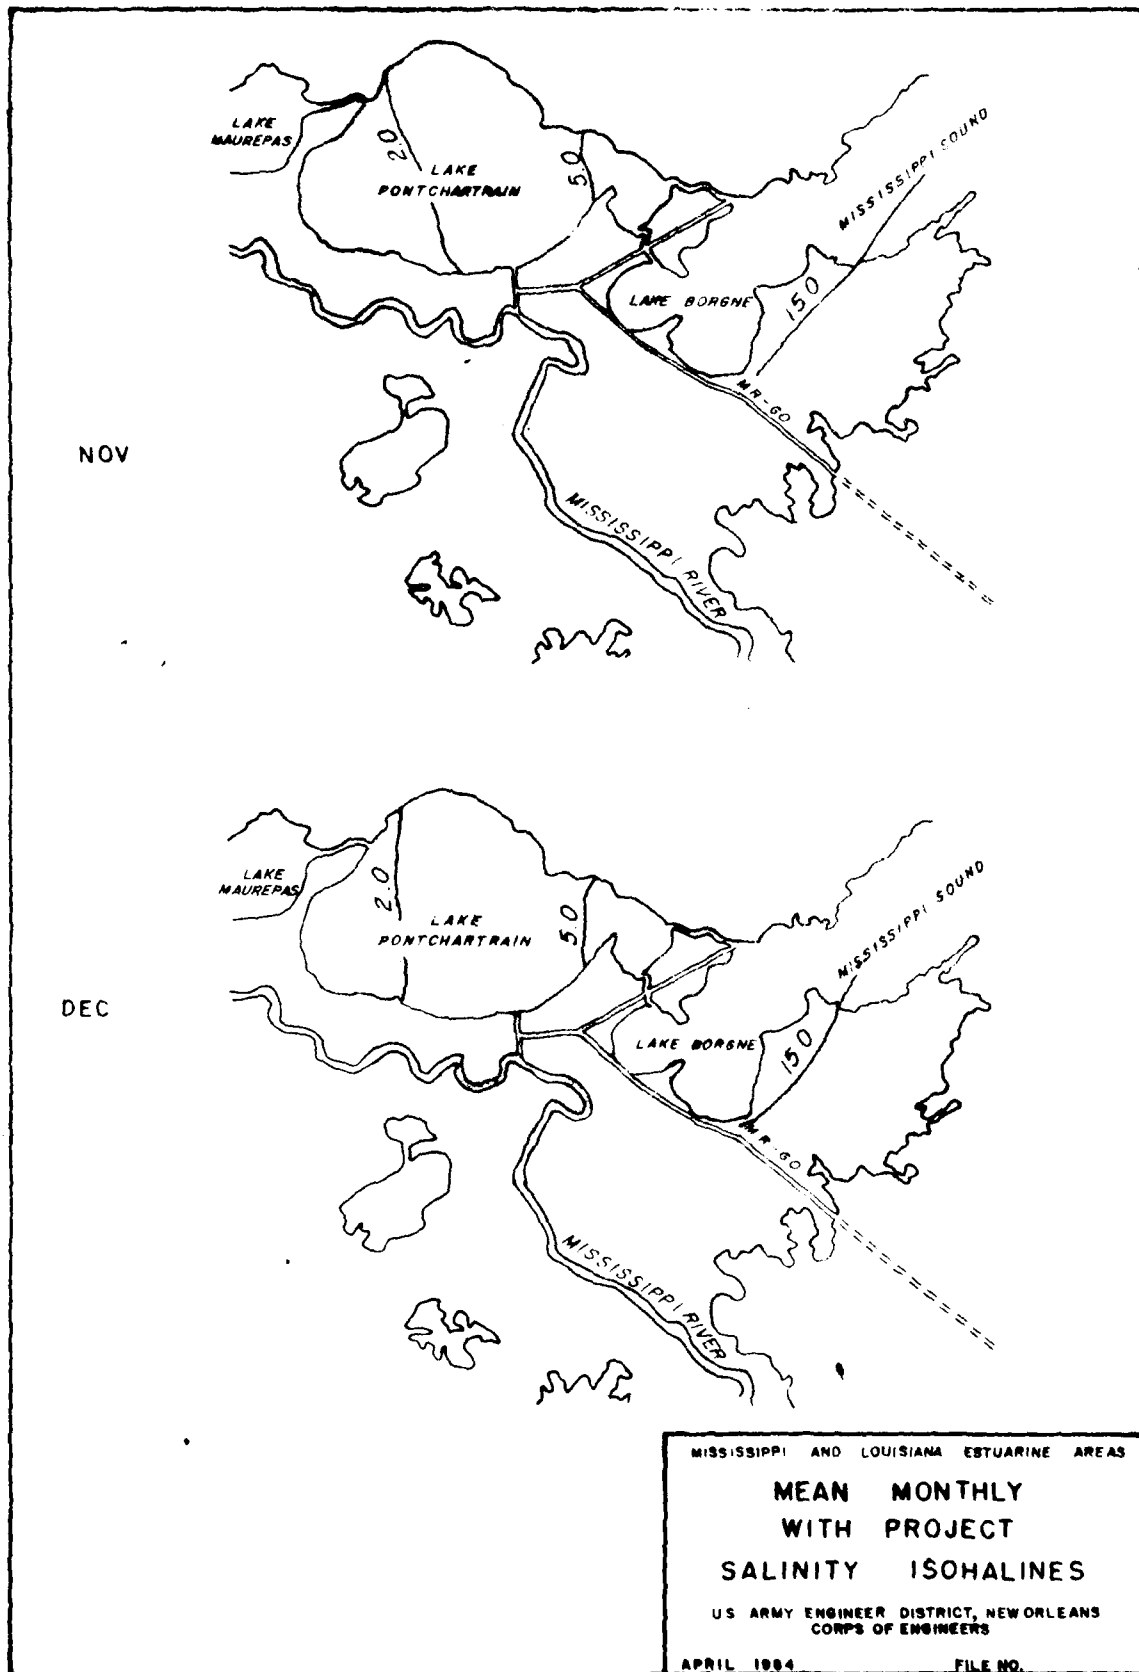 NOV
LAKE
MAUREPAS
2.0
LAKE
PONTCHARTRAIN
5.0
MISSISSIPPI SOUND
LAKE BORGNE
15.0
MR-GO
MISSISSIPPI RIVER
DEC
LAKE
MAUREPAS
2.0
LAKE
PONTCHARTRAIN
5.0
MISSISSIPPI SOUND
LAKE BORGNE
15.0
MR-GO
MISSISSIPPI RIVER
MISSISSIPPI AND LOUISIANA ESTUARINE AREAS
MEAN MONTHLY
WITH PROJECT
SALINITY ISOHALINES
US ARMY ENGINEER DISTRICT, NEW ORLEANS
CORPS OF ENGINEERS
APRIL 1984 FILE NO.